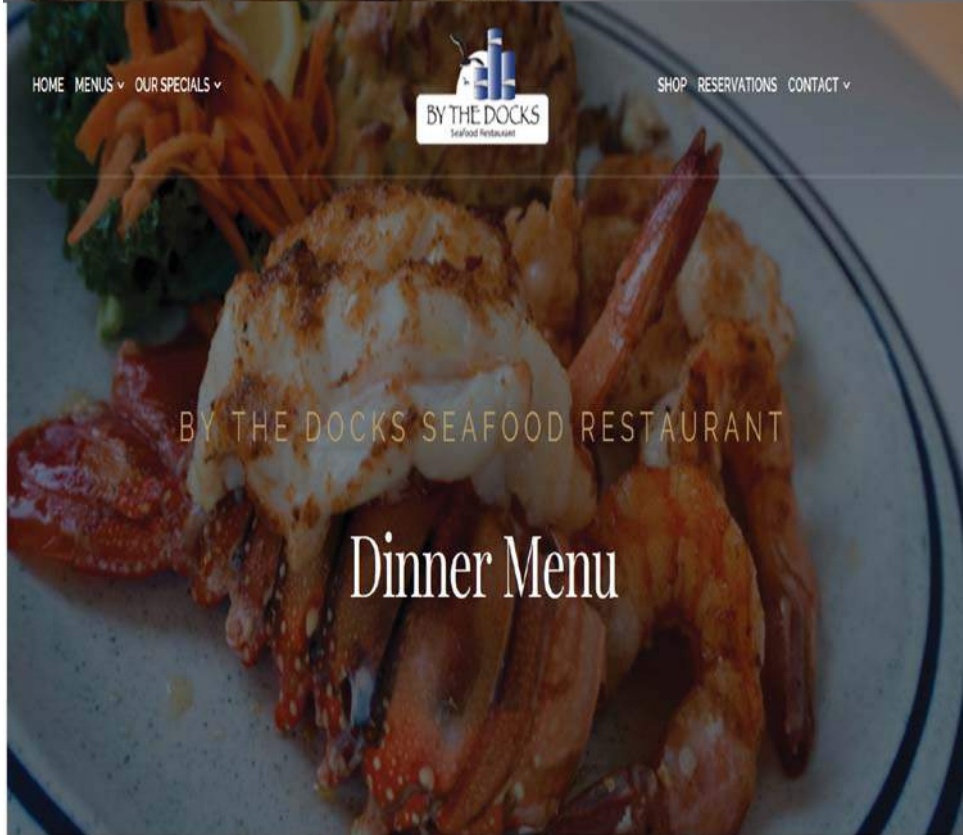 HOME MENUS OUR SPECIALS
BY THE DOCKS
Seafood Restaurant
SHOP RESERVATIONS CONTACT
BY THE DOCKS SEAFOOD RESTAURANT
Dinner Menu